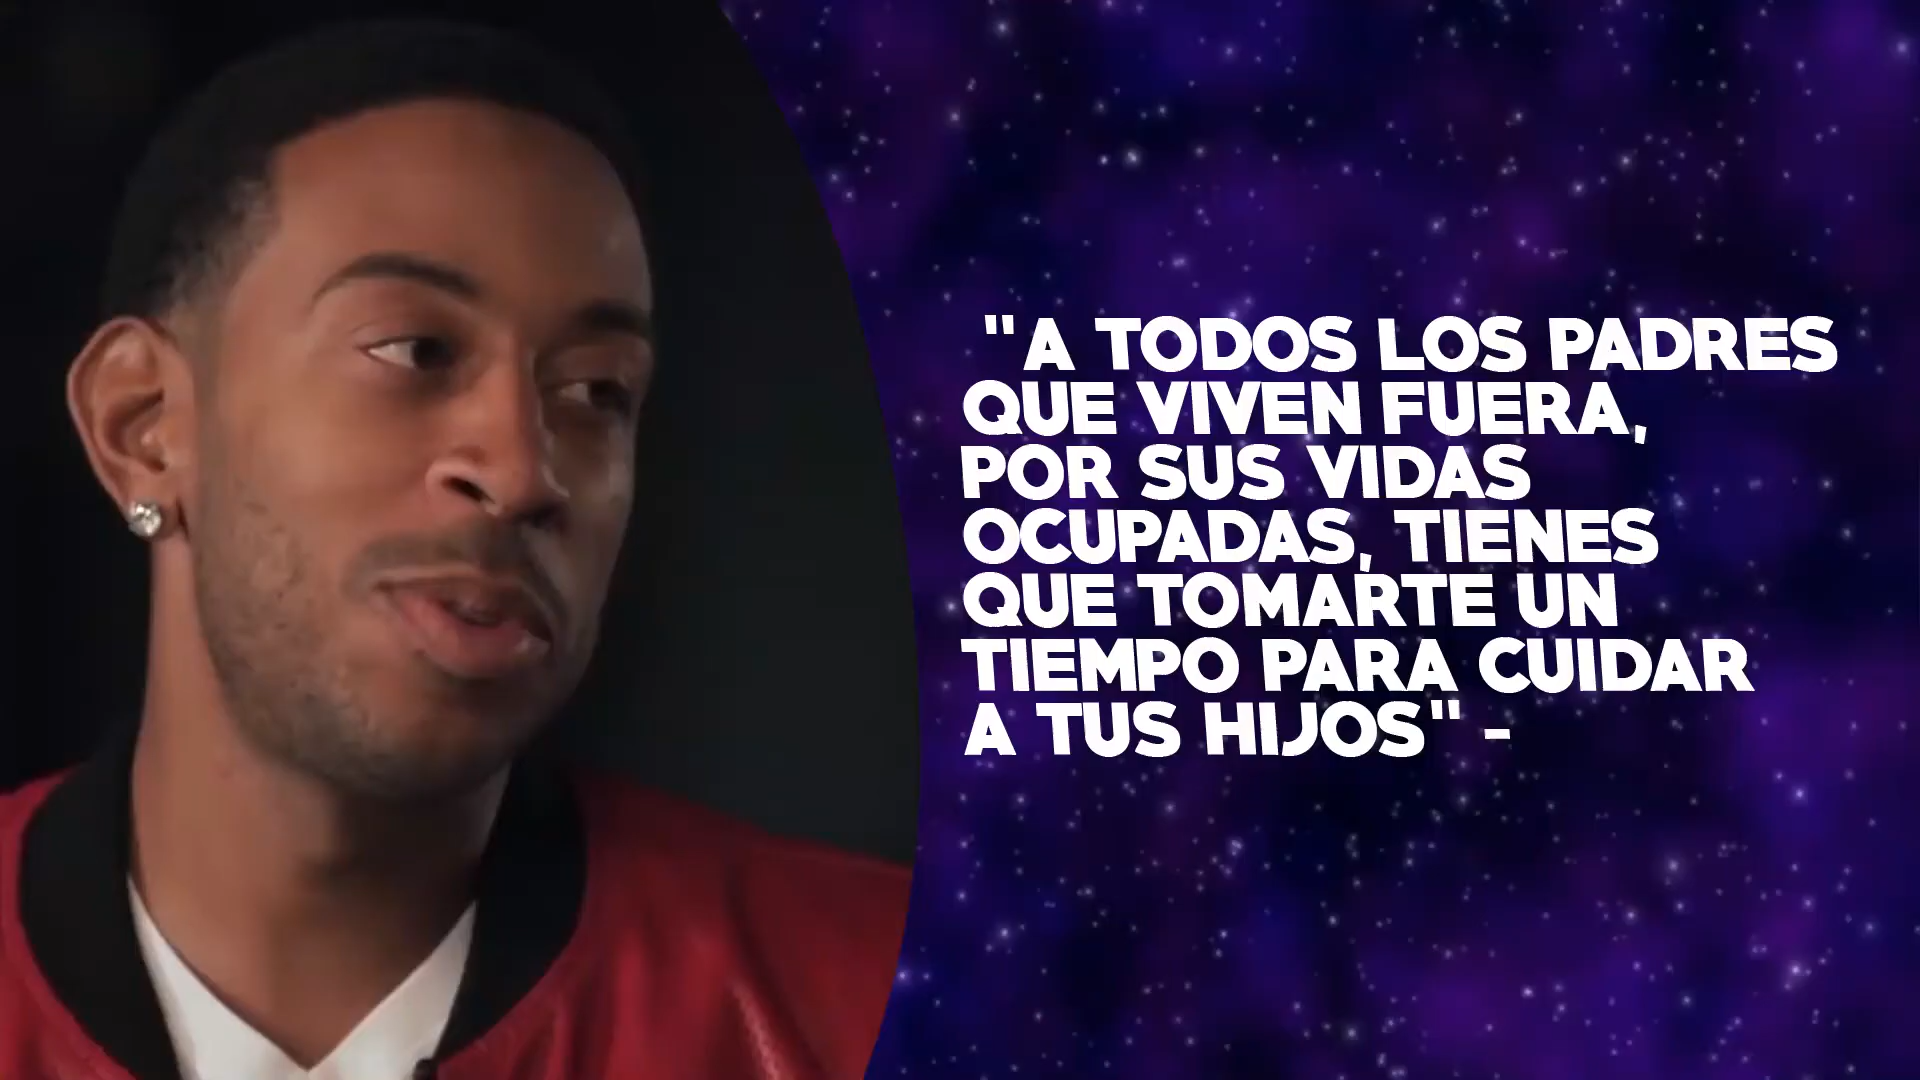 "A TODOS LOS PADRES
QUE VIVEN FUERA,
POR SUS VIDAS
OCUPADAS, TIENES
QUE TOMARTE UN
TIEMPO PARA CUIDAR
A TUS HIJOS" -